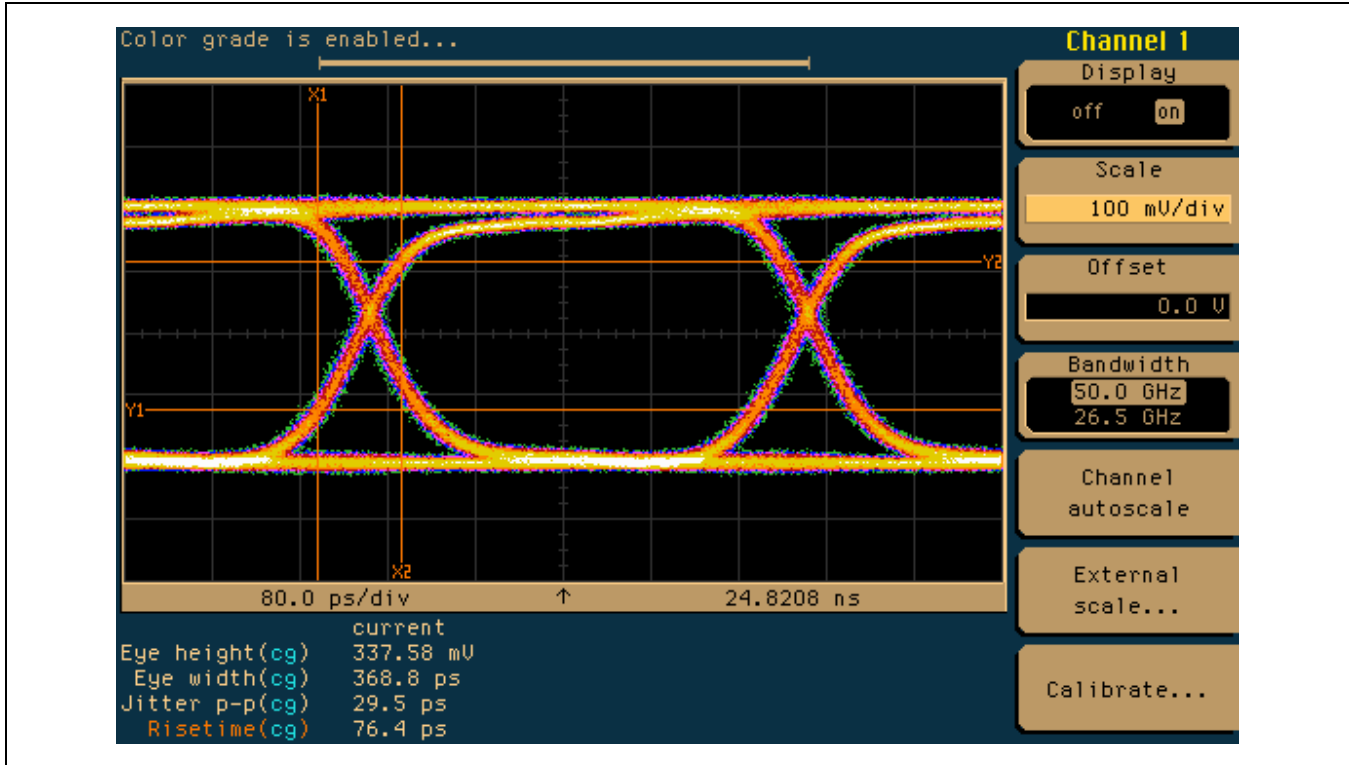 Color grade is enabled...
Channel 1
Display
off on
Scale
100 mV/div
Offset
0.0 V
Bandwidth
50.0 GHz
26.5 GHz
Channel
autoscale
External
scale...
Calibrate...
X1
Y2
Y1
X2
80.0 ps/div ↑ 24.8208 ns
current
Eye height(cg) 337.58 mV
Eye width(cg) 368.8 ps
Jitter p-p(cg) 29.5 ps
Risetime(cg) 76.4 ps